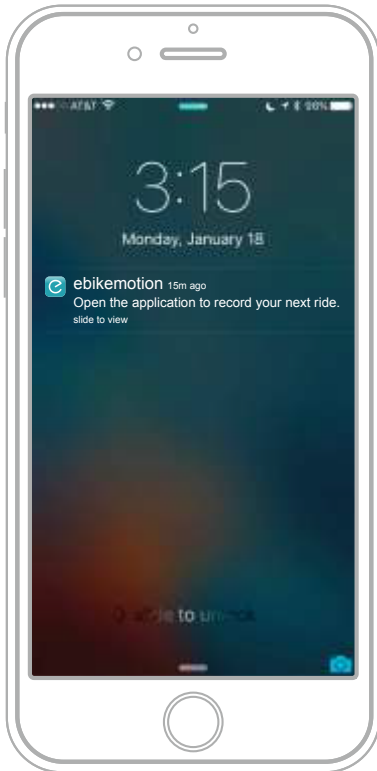 AT&T 90%
3:15
Monday, January 18
ebikemotion 15m ago
Open the application to record your next ride.
slide to view
to